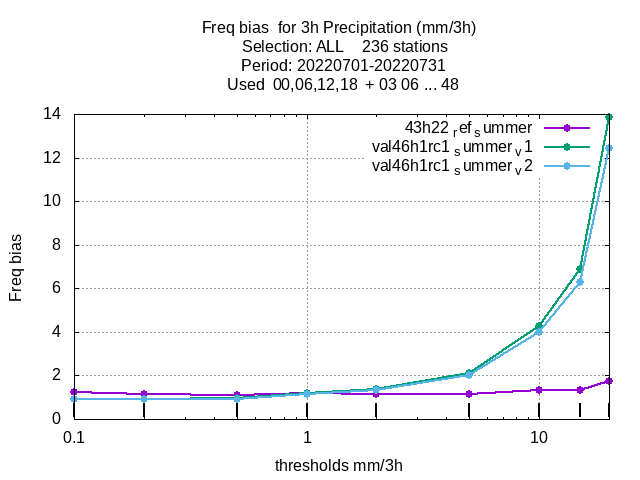 Freq bias  for 3h Precipitation (mm/3h)
Selection: ALL    236 stations
Period: 20220701-20220731
Used  00,06,12,18  + 03 06 ... 48
43h22 ref summer
val46h1rc1 summer v1
val46h1rc1 summer v2
14
12
10
8
6
4
2
0
Freq bias
0.1
1
10
thresholds mm/3h